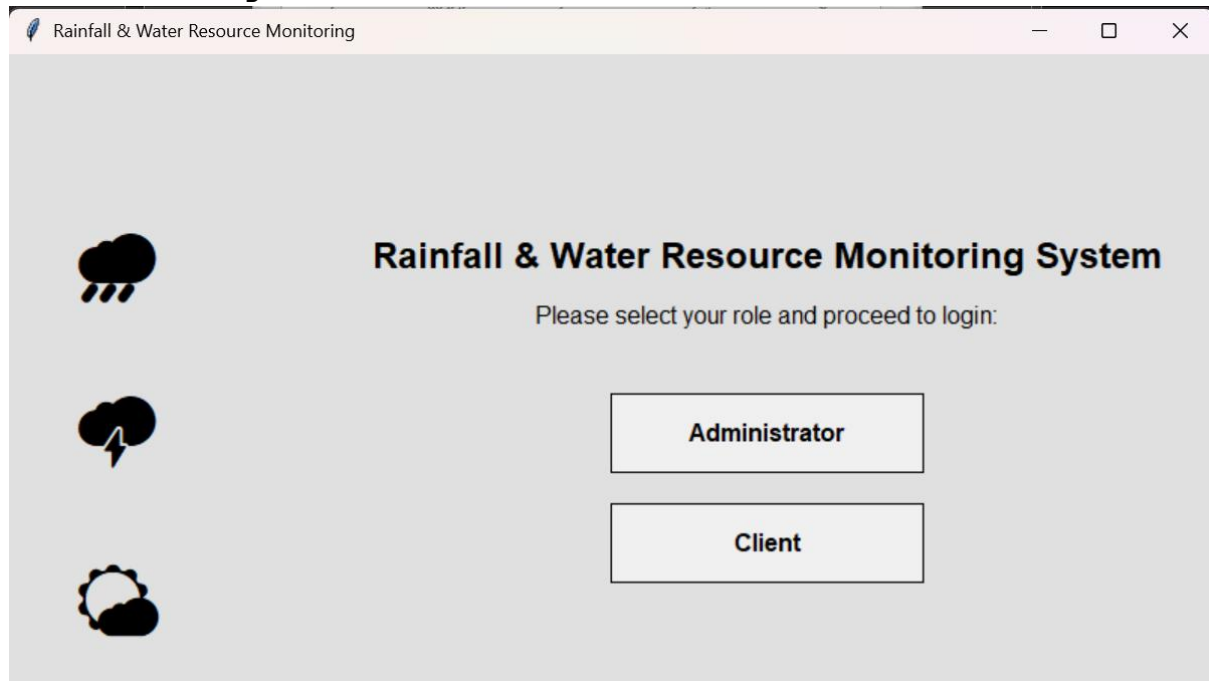 Rainfall & Water Resource Monitoring
Rainfall & Water Resource Monitoring System
Please select your role and proceed to login:
Administrator
Client